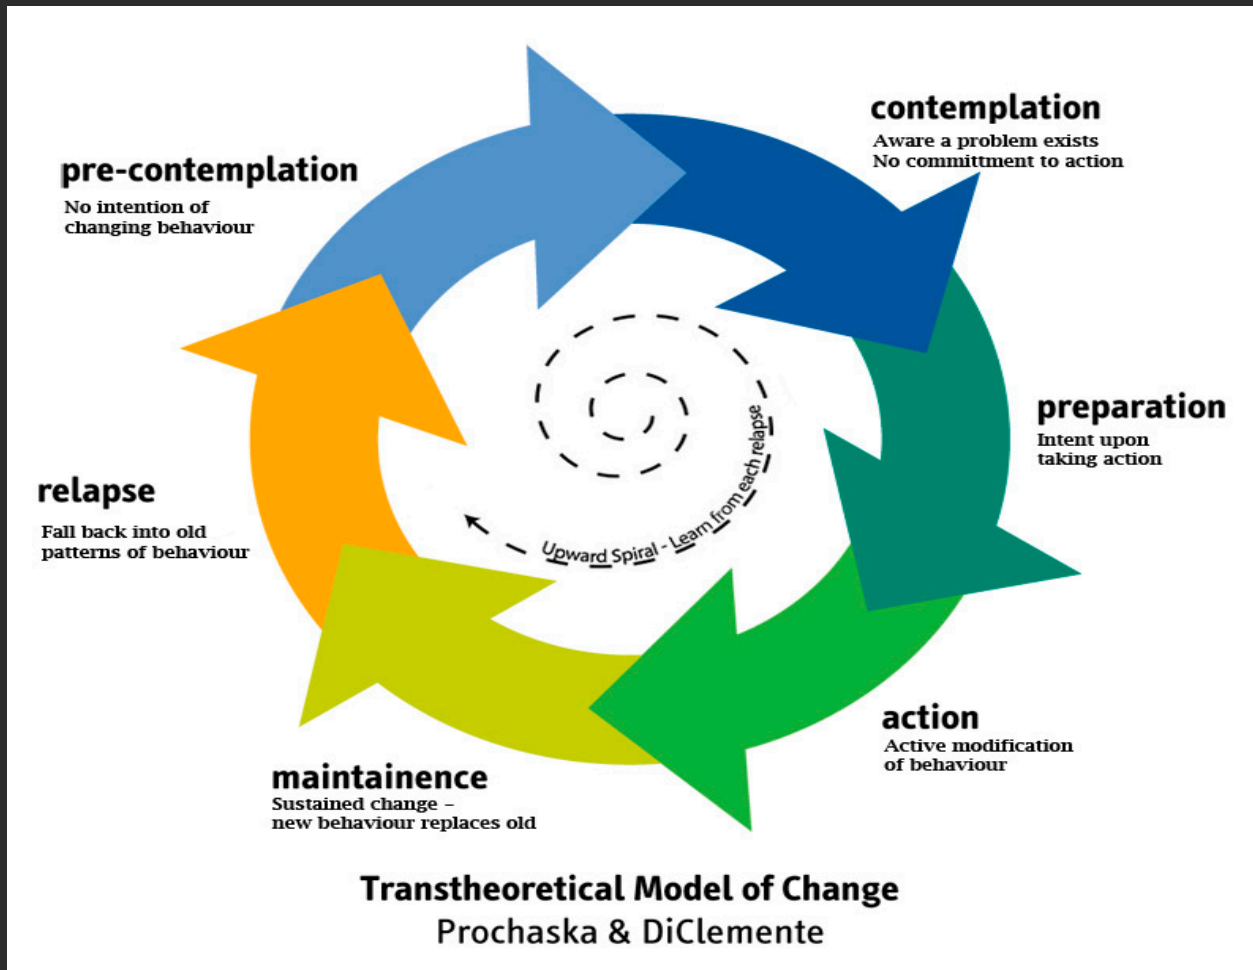 pre-contemplation
No intention of
changing behaviour
contemplation
Aware a problem exists
No committment to action
preparation
Intent upon
taking action
action
Active modification
of behaviour
maintainence
Sustained change –
new behaviour replaces old
relapse
Fall back into old
patterns of behaviour
Upward Spiral - Learn from each relapse
Transtheoretical Model of Change
Prochaska & DiClemente